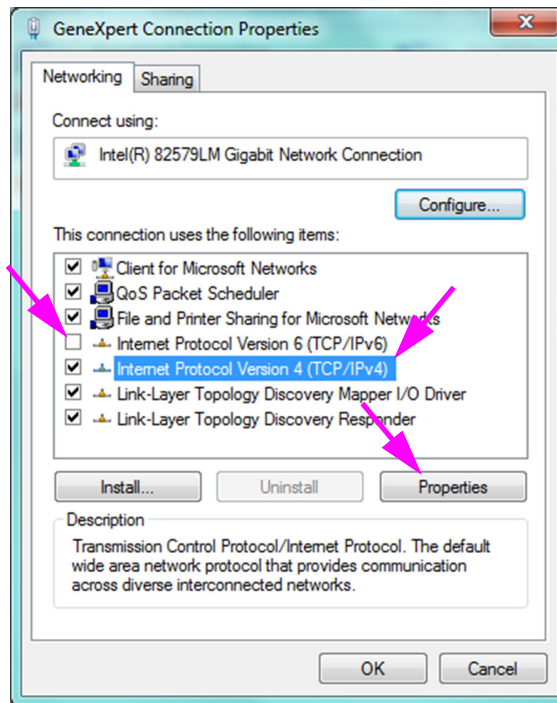 GeneXpert Connection Properties
Networking
Sharing
Connect using:
Intel(R) 82579LM Gigabit Network Connection
Configure...
This connection uses the following items:
Client for Microsoft Networks
QoS Packet Scheduler
File and Printer Sharing for Microsoft Networks
Internet Protocol Version 6 (TCP/IPv6)
Internet Protocol Version 4 (TCP/IPv4)
Link-Layer Topology Discovery Mapper I/O Driver
Link-Layer Topology Discovery Responder
Install...
Uninstall
Properties
Description
Transmission Control Protocol/Internet Protocol. The default
wide area network protocol that provides communication
across diverse interconnected networks.
OK
Cancel